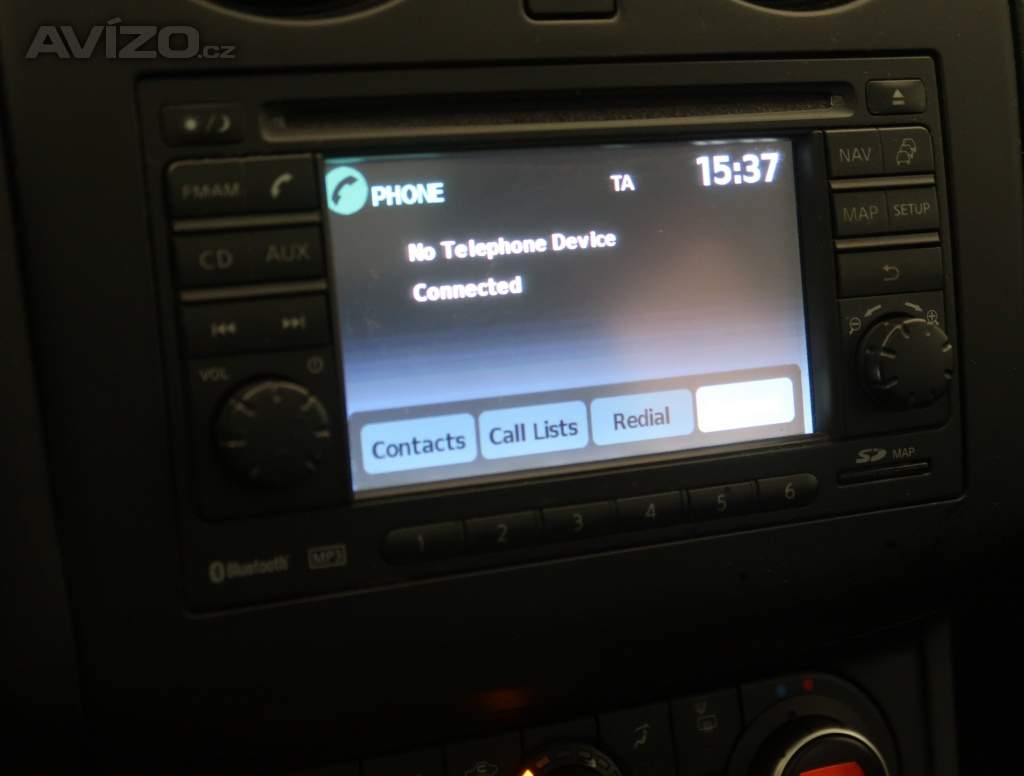 AVÍZO.cz
PHONE
TA
15:37
No Telephone Device
Connected
Contacts
Call Lists
Redial
FM AM
CD
AUX
VOL
NAV
MAP
SETUP
SD MAP
1
2
3
4
5
6
Bluetooth
MP3